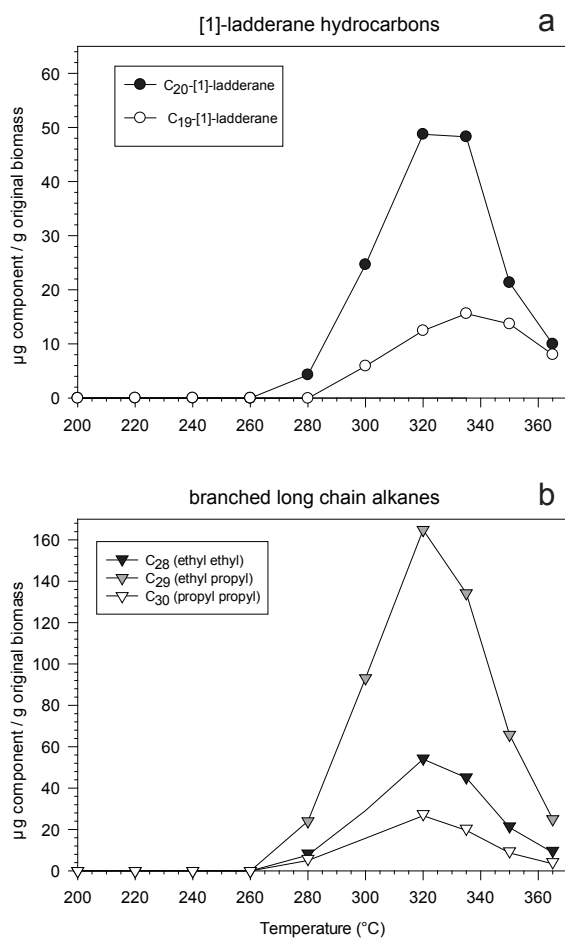 [1]-ladderane hydrocarbons
a
60
50
40
30
20
10
0
C20-[1]-ladderane
C19-[1]-ladderane
µg component / g original biomass
200 220 240 260 280 300 320 340 360
branched long chain alkanes
b
160
140
120
100
80
60
40
20
0
C28 (ethyl ethyl)
C29 (ethyl propyl)
C30 (propyl propyl)
µg component / g original biomass
200 220 240 260 280 300 320 340 360
Temperature (°C)